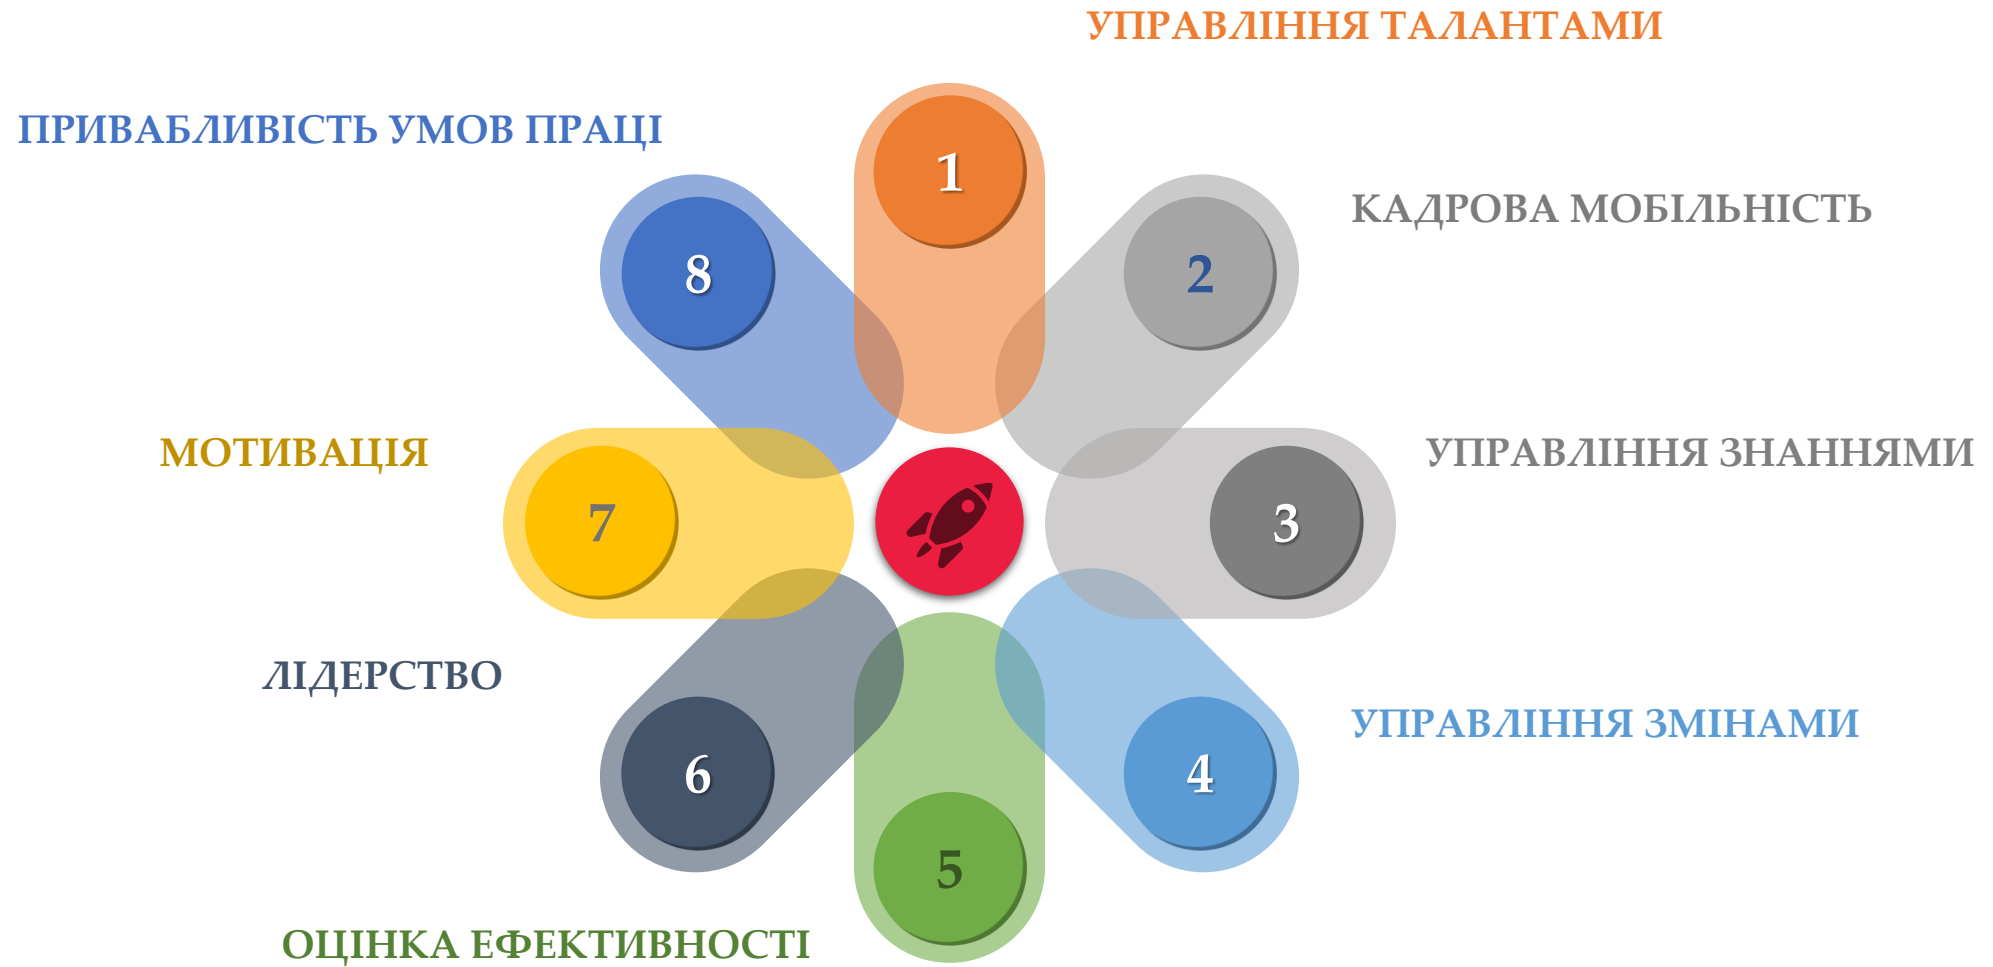 УПРАВЛІННЯ ТАЛАНТАМИ
1
КАДРОВА МОБІЛЬНІСТЬ
2
УПРАВЛІННЯ ЗНАННЯМИ
3
УПРАВЛІННЯ ЗМІНАМИ
4
ОЦІНКА ЕФЕКТИВНОСТІ
5
ЛІДЕРСТВО
6
МОТИВАЦІЯ
7
ПРИВАБЛИВІСТЬ УМОВ ПРАЦІ
8